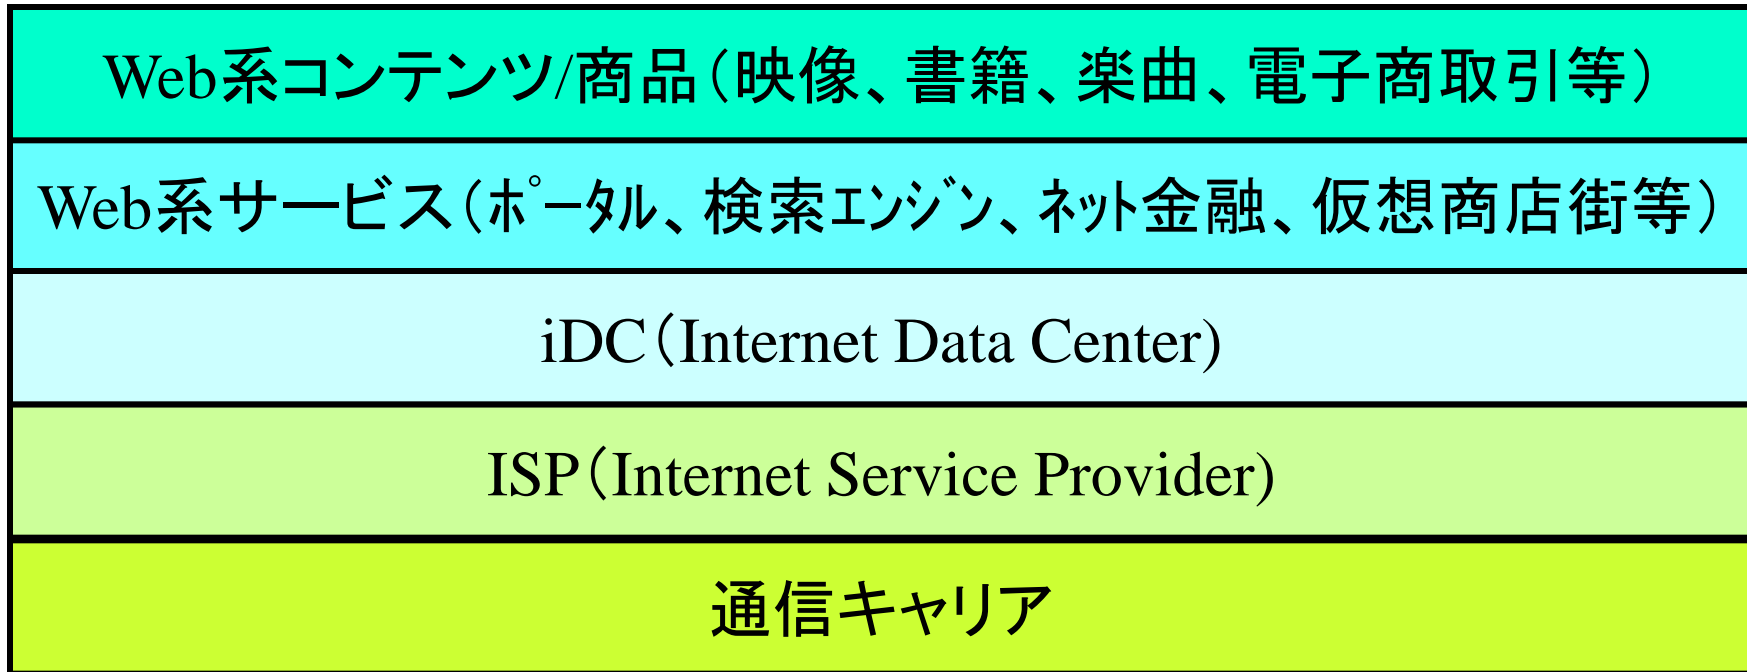 Web系コンテンツ/商品（映像、書籍、楽曲、電子商取引等）
Web系サービス（ﾎﾟｰﾀﾙ、検索ｴﾝｼﾞﾝ、ﾈｯﾄ金融、仮想商店街等）
iDC（Internet Data Center)
ISP（Internet Service Provider)
通信キャリア